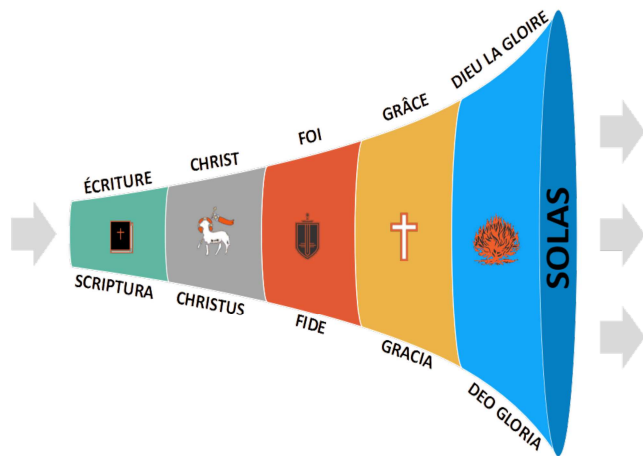 ÉCRITURE
CHRIST
FOI
GRÂCE
DIEU LA GLOIRE
SOLAS
SCRIPTURA
CHRISTUS
FIDE
GRACIA
DEO GLORIA